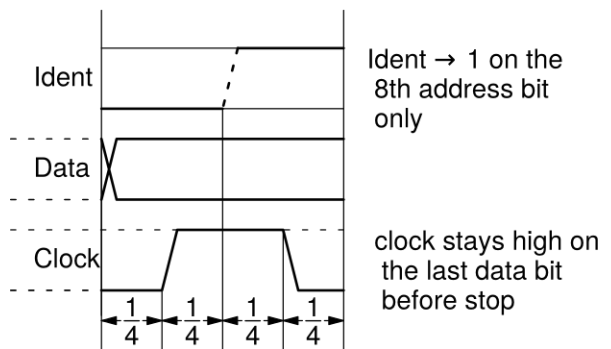 Ident
Ident → 1 on the
8th address bit
only
Data
Clock
clock stays high on
the last data bit
before stop
1/4 1/4 1/4 1/4